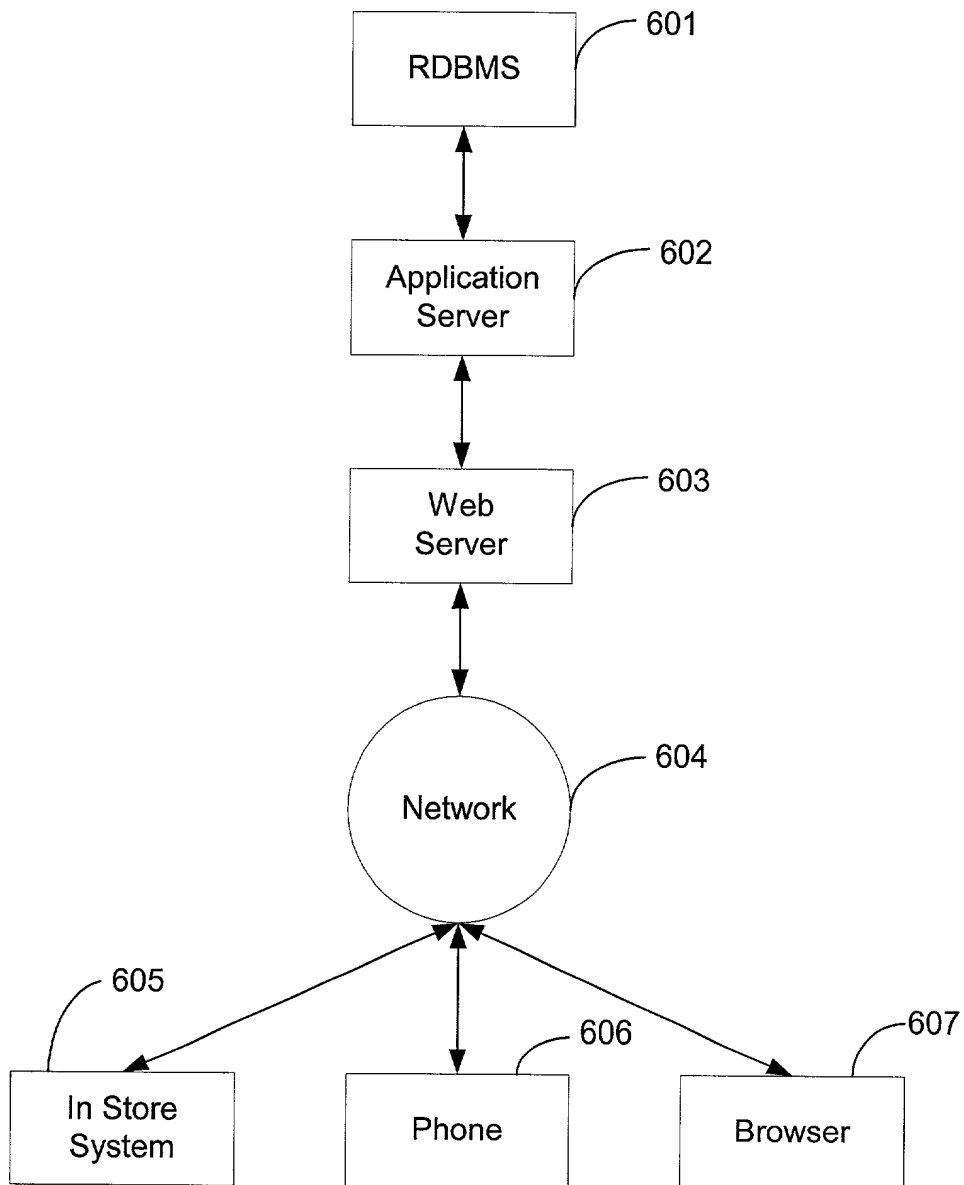 601
RDBMS
602
Application
Server
603
Web
Server
604
Network
605
606
607
In Store
System
Phone
Browser